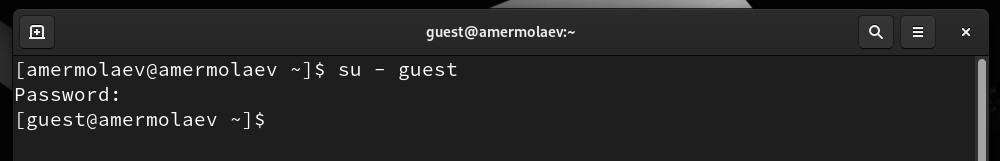 guest@amermolaev:~
[amermolaev@amermolaev ~]$ su - guest
Password:
[guest@amermolaev ~]$